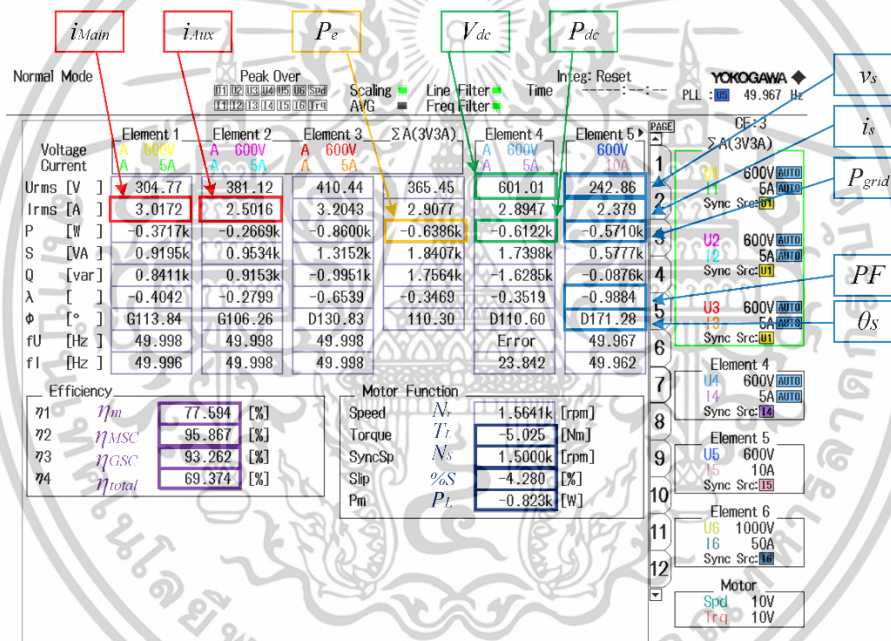 iMain iAux Pe Vdc Pdc
Normal Mode Peak Over Scaling Line Filter Time Integ: Reset YOKOGAWA
U1 U2 U3 U4 U5 U6 Spd
I1 I2 I3 I4 I5 I6 Trq
AVG Freq Filter -----:--:-- PLL :U5 49.967 Hz
vs
is
Pgrid
PF
θs
Element 1 Element 2 Element 3 ΣA(3V3A) Element 4 Element 5
Voltage A 600V A 600V A 600V A 600V 600V
Current A 5A A 5A A 5A A 5A 10A
Urms [V ] 304.77 381.12 410.44 365.45 601.01 242.86
Irms [A ] 3.0172 2.5016 3.2043 2.9077 2.8947 2.379
P [W ] -0.3717k -0.2669k -0.8600k -0.6386k -0.6122k -0.5710k
S [VA ] 0.9195k 0.9534k 1.3152k 1.8407k 1.7398k 0.5777k
Q [var] 0.8411k 0.9153k -0.9951k 1.7564k -1.6285k -0.0876k
λ [ ] -0.4042 -0.2799 -0.6539 -0.3469 -0.3519 -0.9884
Φ [° ] G113.84 G106.26 D130.83 110.30 D110.60 D171.28
fU [Hz ] 49.998 49.998 49.998 Error 49.967
fI [Hz ] 49.996 49.998 49.998 23.842 49.962
Efficiency
η1 ηm 77.594 [%]
η2 ηMSC 95.867 [%]
η3 ηGSC 93.262 [%]
η4 ηtotal 69.374 [%]
Motor Function
Speed Nr 1.5641k [rpm]
Torque TL -5.025 [Nm]
SyncSp NS 1.5000k [rpm]
Slip %S -4.280 [%]
Pm PL -0.823k [W]
PAGE
1
2
3
4
5
6
7
8
9
10
11
12
CF:3
ΣA(3V3A)
U1 600V AUTO
I1 5A AUTO
Sync Src:U1
U2 600V AUTO
I2 5A AUTO
Sync Src:U1
U3 600V AUTO
I3 5A AUTO
Sync Src:U1
Element 4
U4 600V AUTO
I4 5A AUTO
Sync Src:I4
Element 5
U5 600V
I5 10A
Sync Src:I5
Element 6
U6 1000V
I6 50A
Sync Src:I6
Motor
Spd 10V
Trq 10V